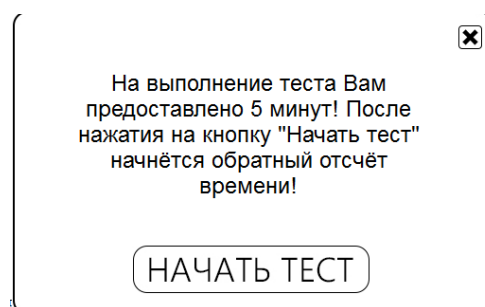 На выполнение теста Вам
предоставлено 5 минут! После
нажатия на кнопку "Начать тест"
начнётся обратный отсчёт
времени!
НАЧАТЬ ТЕСТ